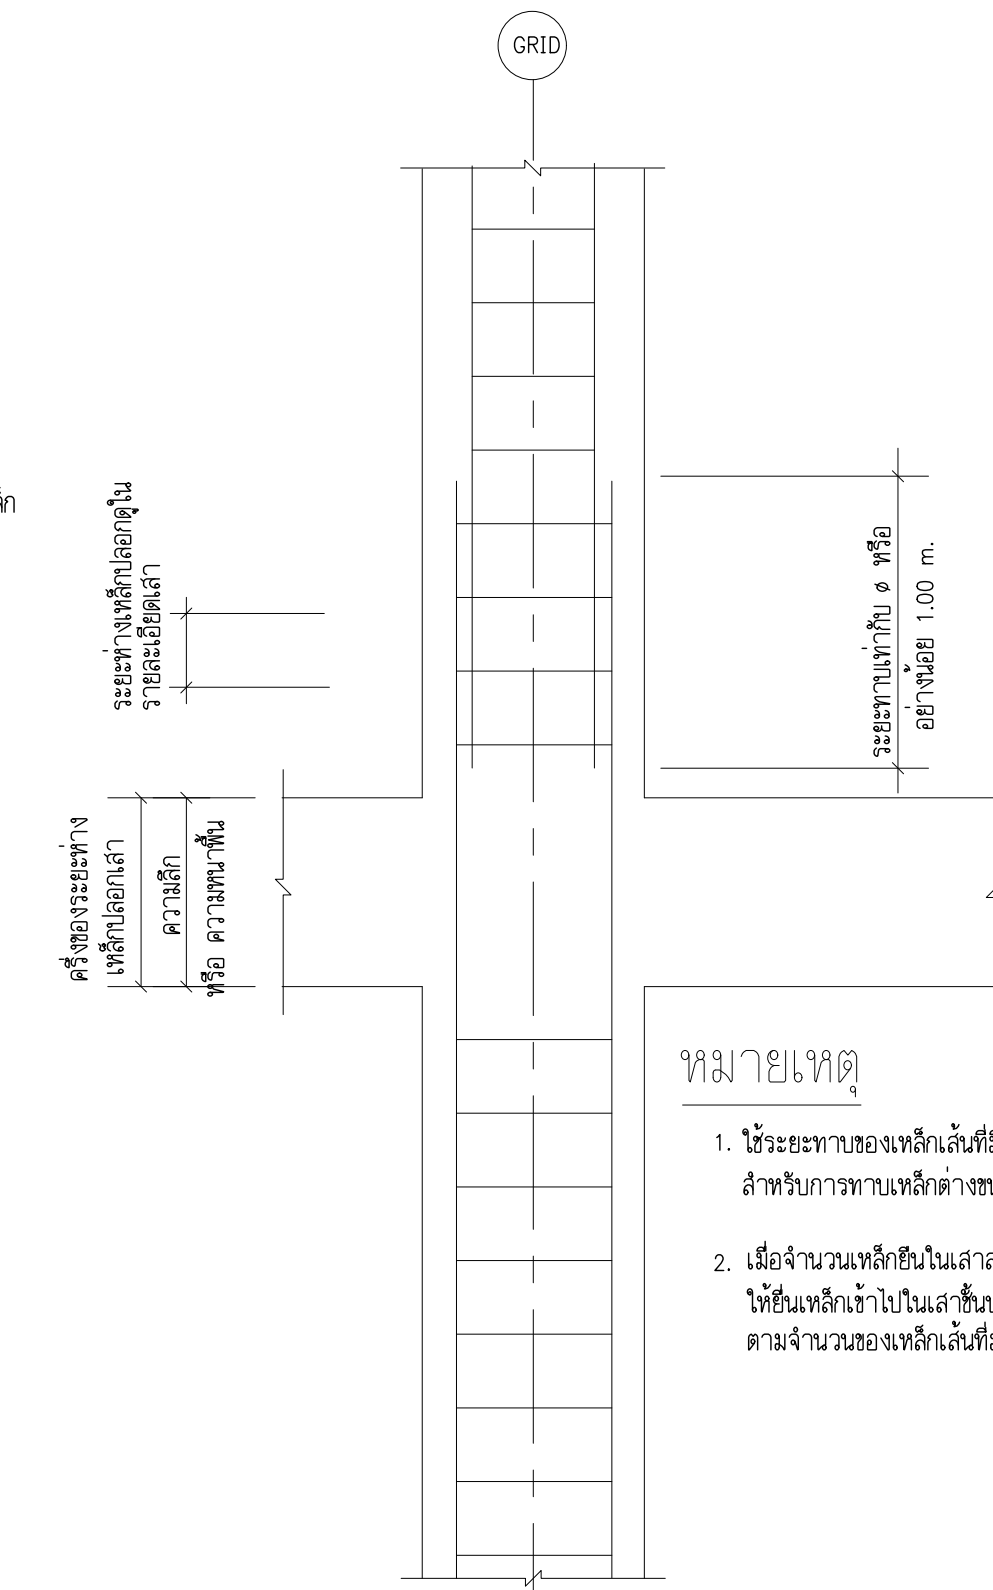 GRID
ระยะห่างเหล็กปลอกดูใน
รายละเอียดเสา
ระยะทาบเท่ากับ ø หรือ
อย่างน้อย 1.00 m.
ครึ่งของระยะห่าง
เหล็กปลอกเสา
ความลึก
หรือ ความหนาพื้น
หมายเหตุ
1. ใช้ระยะทาบของเหล็กเส้นที่
สำหรับการทาบเหล็กต่าง
2. เมื่อจำนวนเหล็กยืนในเสา
ให้ยื่นเหล็กเข้าไปในเสาชั้น
ตามจำนวนของเหล็กเส้นที่